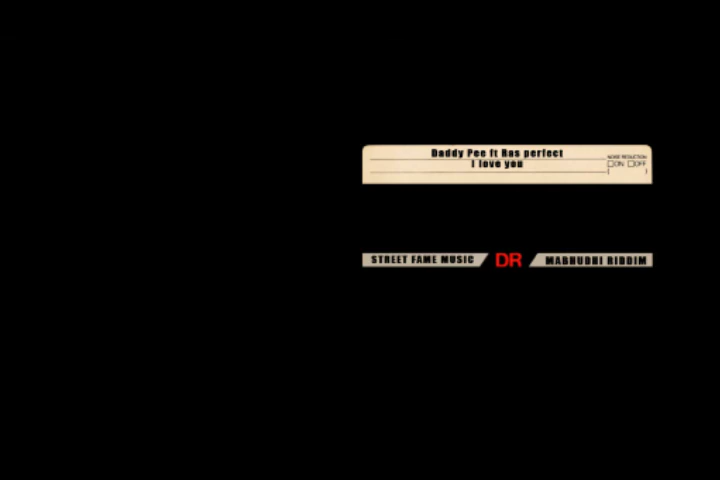 Daddy Pee ft Ras perfect
I love you
NOISE REDUCTION
ON OFF
STREET FAME MUSIC DR MABHUDHI RIDDIM